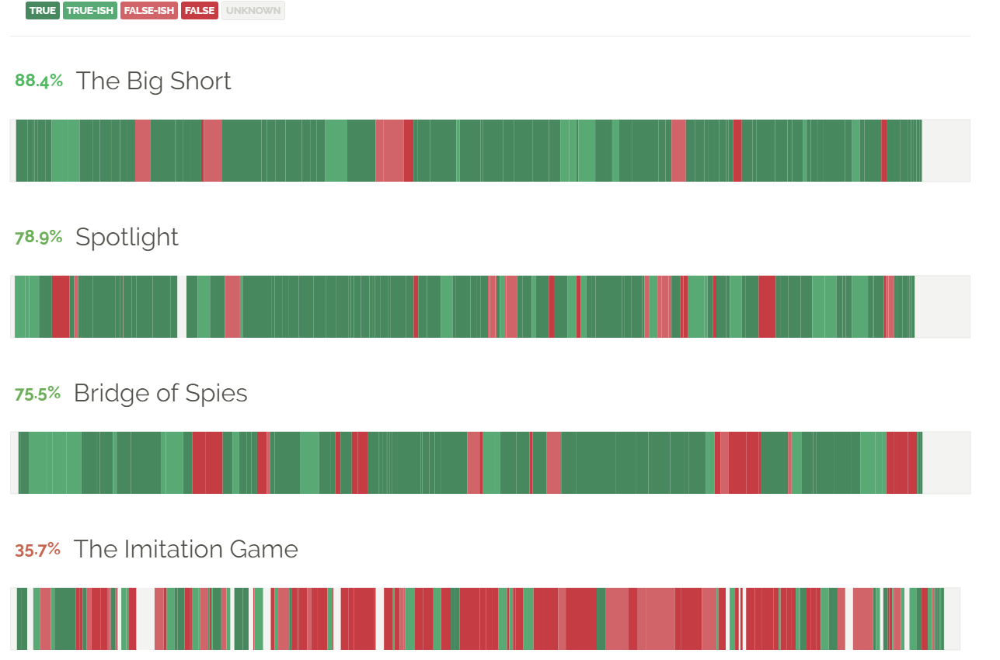 TRUE TRUE-ISH FALSE-ISH FALSE UNKNOWN
88.4% The Big Short
78.9% Spotlight
75.5% Bridge of Spies
35.7% The Imitation Game